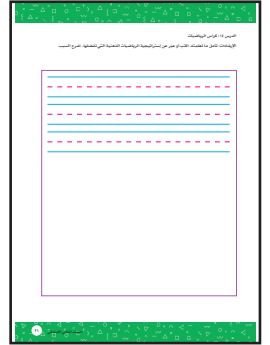 الدرس ١٥: كراس الرياضيات
الإرشادات: تأمل ما تعلمته. اكتب أو عبر عن إستراتيجية الرياضيات الذهنية التي تفضلها. اشرح السبب.